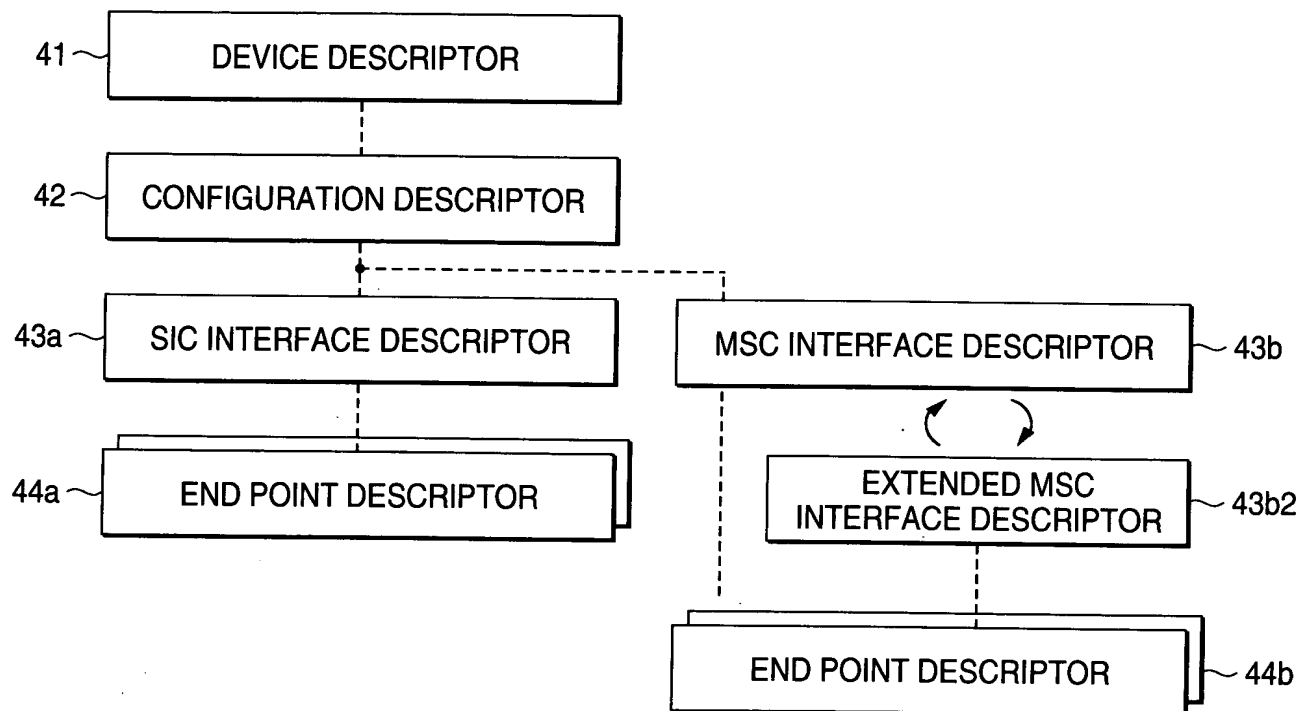 41
DEVICE DESCRIPTOR
42
CONFIGURATION DESCRIPTOR
43a
SIC INTERFACE DESCRIPTOR
MSC INTERFACE DESCRIPTOR
43b
44a
END POINT DESCRIPTOR
EXTENDED MSC
INTERFACE DESCRIPTOR
43b2
END POINT DESCRIPTOR
44b